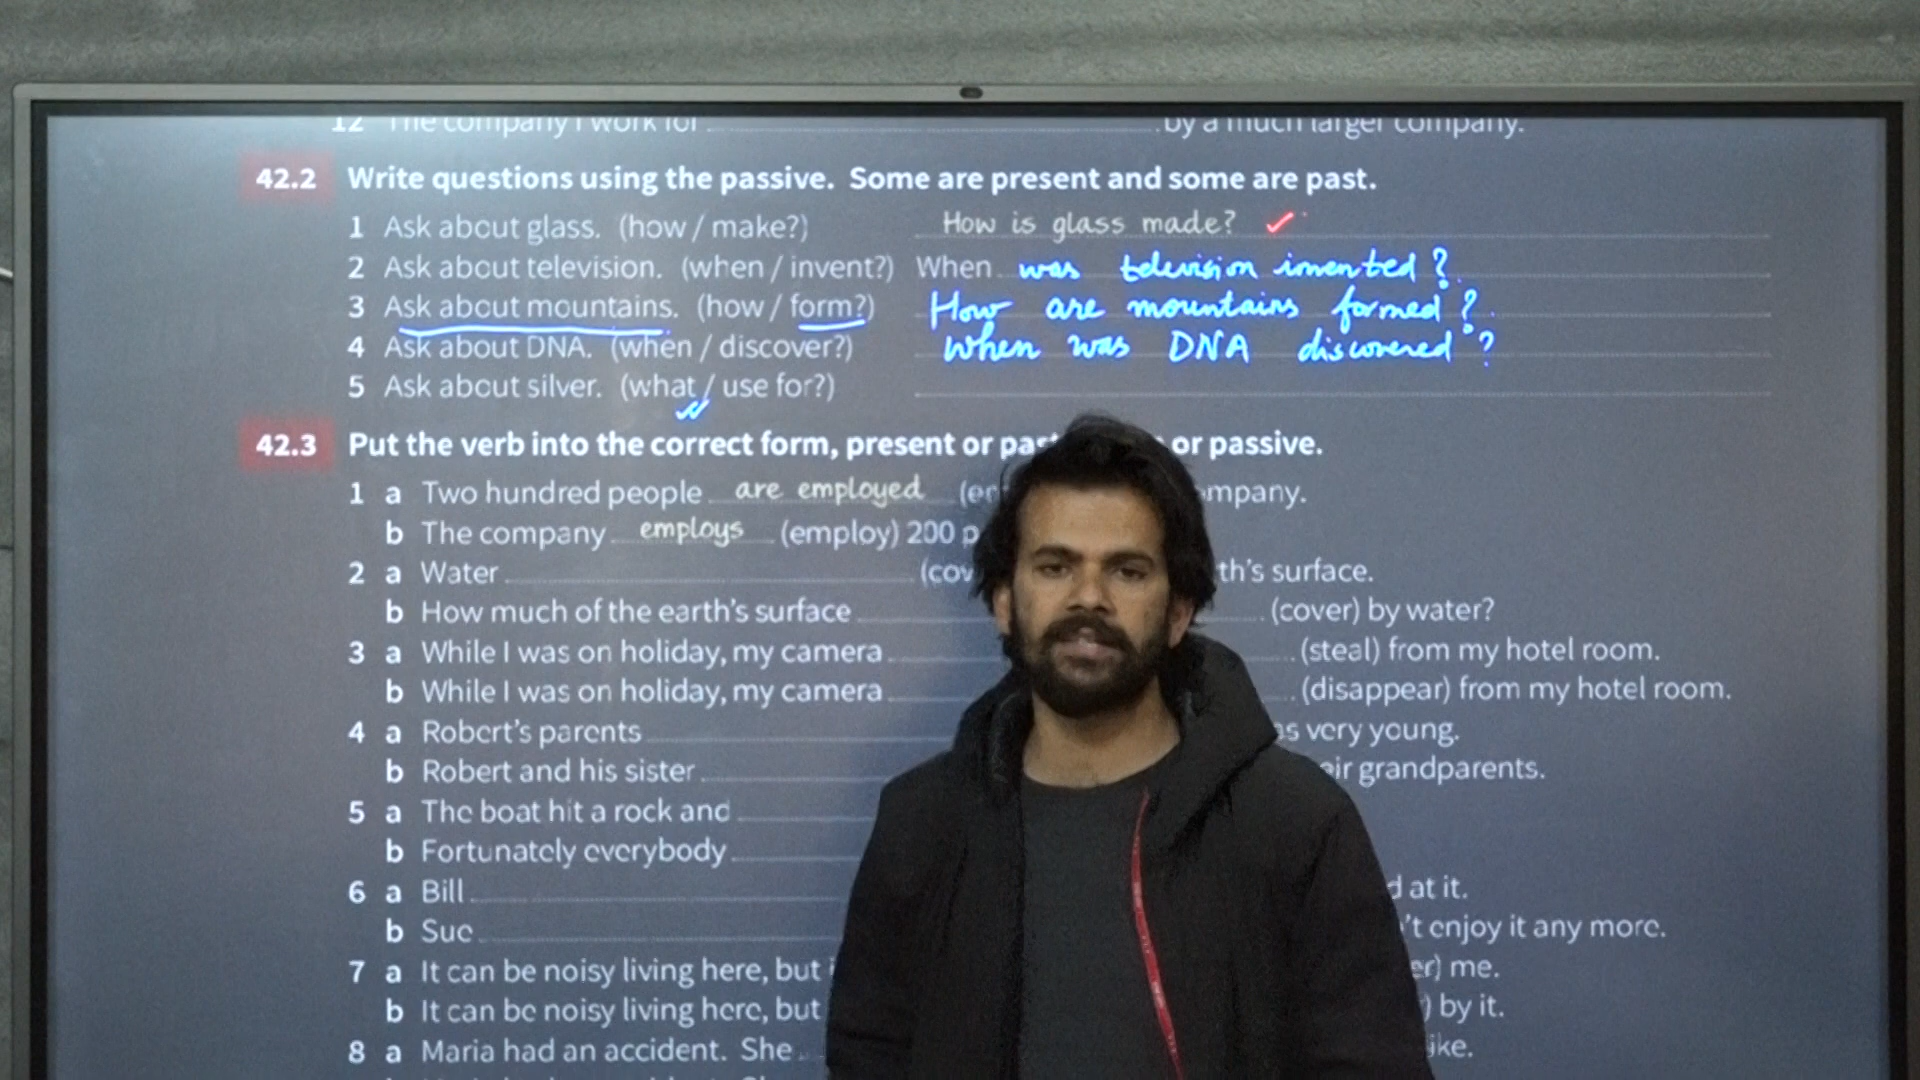 12 The company I work for by a much larger company.
42.2 Write questions using the passive. Some are present and some are past.
1 Ask about glass. (how / make?) How is glass made? ✓
2 Ask about television. (when / invent?) When was television invented?
3 Ask about mountains. (how / form?) How are mountains formed?
4 Ask about DNA. (when / discover?) When was DNA discovered?
5 Ask about silver. (what / use for?)
42.3 Put the verb into the correct form, present or or passive.
1 a Two hundred people are employed
b The company employs (employ) 200
2 a Water surface.
b How much of the earth's surface (cover) by water?
3 a While I was on holiday, my camera (steal) from my hotel room.
b While I was on holiday, my camera (disappear) from my hotel room.
4 a Robert's parents very young.
b Robert and his sister grandparents.
5 a The boat hit a rock and
b Fortunately everybody
6 a Bill at it.
b Sue enjoy it any more.
7 a It can be noisy living here, but me.
b It can be noisy living here, but by it.
8 a Maria had an accident. She